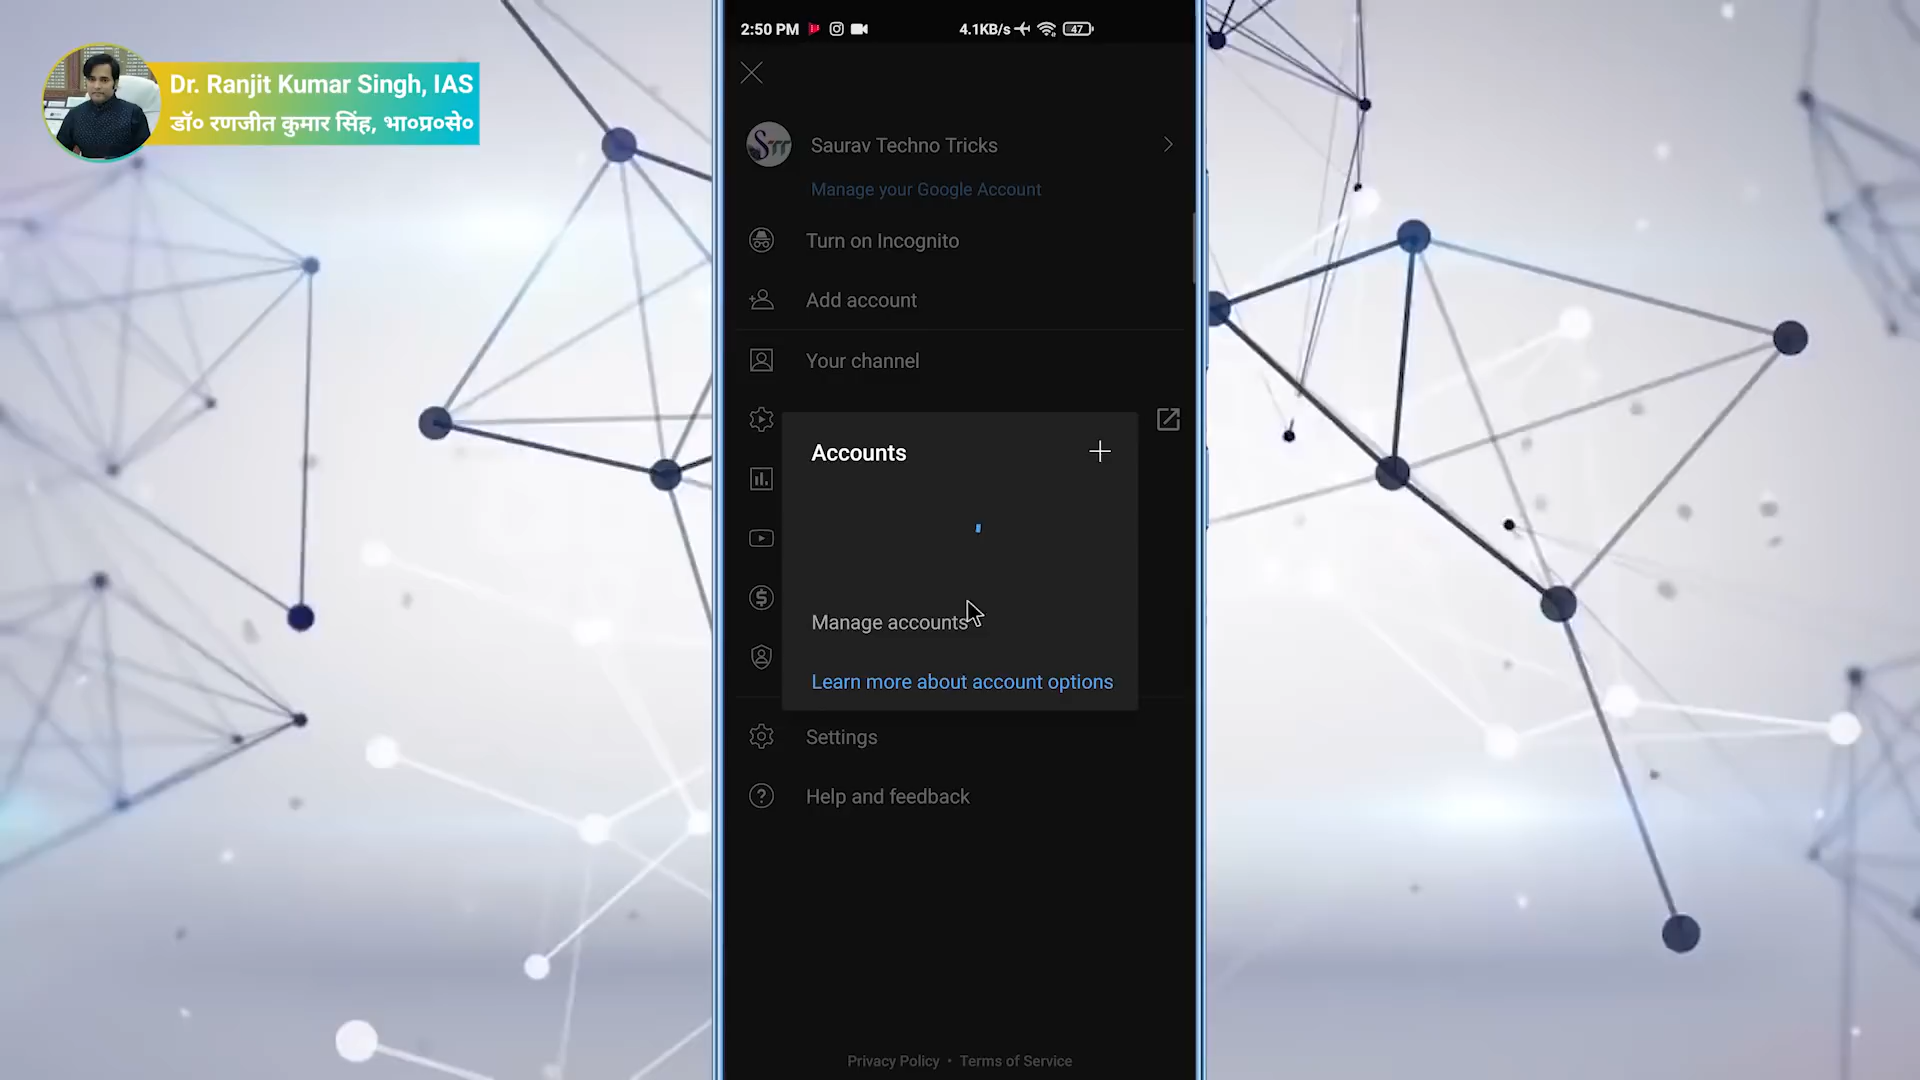 2:50 PM 4.1KB/s 47
Dr. Ranjit Kumar Singh, IAS
डॉ० रणजीत कुमार सिंह, भा०प्र०से०
STT
Saurav Techno Tricks
Manage your Google Account
Turn on Incognito
Add account
Your channel
Accounts
Manage accounts
Learn more about account options
Settings
Help and feedback
Privacy Policy • Terms of Service